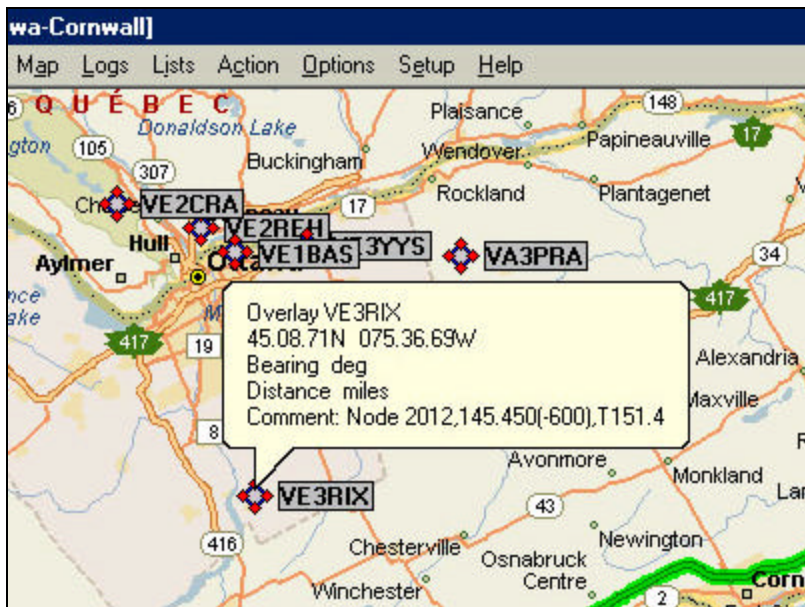 wa-Cornwall]
Map Logs Lists Action Options Setup Help
Q U É B E C
148
Plaisance
17
Donaldson Lake
Papineauville
105
Wendover
Buckingham
307
Rockland
Plantagenet
17
VE2CRA
VE2REH
Hull
VE1BAS
3YYS
VA3PRA
34
Aylmer
417
Overlay VE3RIX
45.08.71N 075.36.69W
Bearing deg
Distance miles
Comment: Node 2012,145.450(-600),T151.4
417
19
Alexandria
Maxville
8
Avonmore
Monkland
VE3RIX
43
416
Chesterville
Newington
Osnabruck
Centre
Winchester
Corn
2